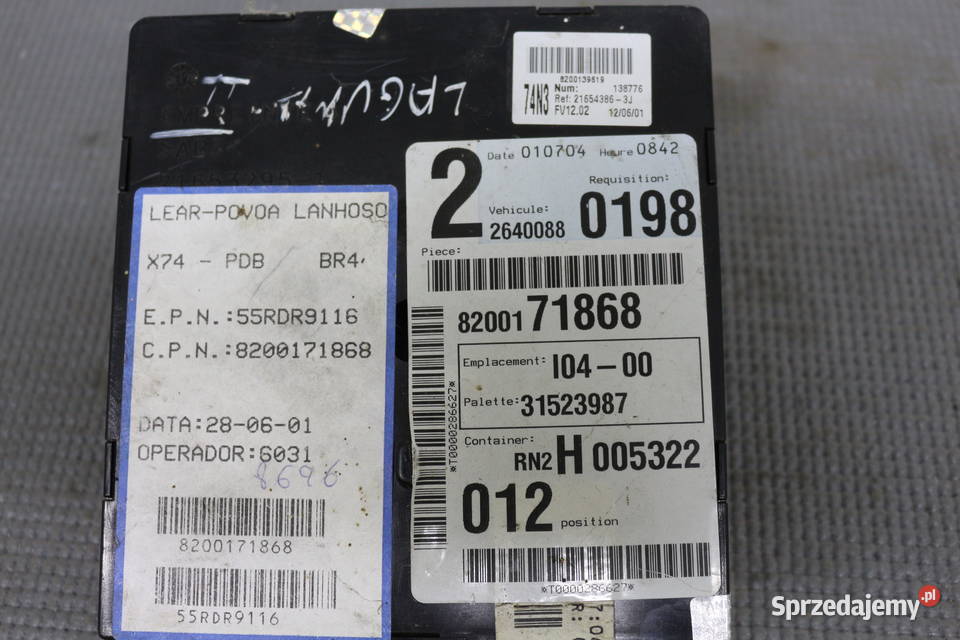 LAGUNA II
8200139619
74N3
Num: 138776
Ref: 21654386-3J
FV12.02 12/06/01
2
Date 010704 Heure 0842
Requisition:
Vehicule:
2640088 0198
Piece:
8200171868
Emplacement: I04-00
Palette: 31523987
Container:
RN2 H 005322
012 position
*T0000286627*
*T0000286627*
LEAR-POVOA LANHOSO
X74 - PDB BR4
E.P.N.:55RDR9116
C.P.N.:8200171868
DATA:28-06-01
OPERADOR:6031
8696
8200171868
55RDR9116
Sprzedajemy.pl